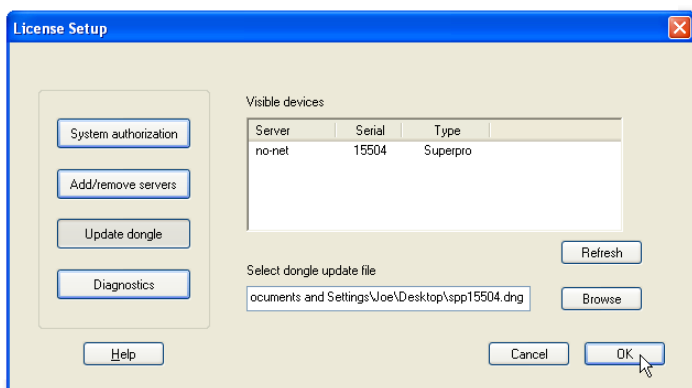 License Setup
System authorization
Add/remove servers
Update dongle
Diagnostics
Help
Visible devices
Server Serial Type
no-net 15504 Superpro
Refresh
Select dongle update file
ocuments and Settings\Joe\Desktop\spp15504.dng
Browse
Cancel
OK